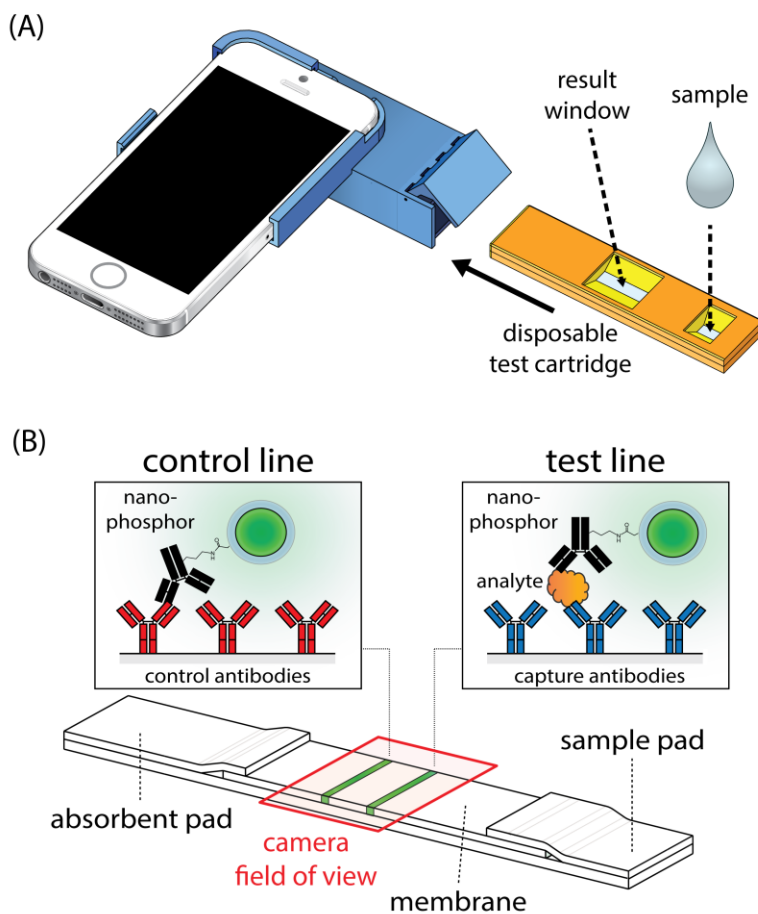 (A)
result
window
sample
disposable
test cartridge
(B)
control line
test line
nano-
phosphor
O
N
H
control antibodies
nano-
phosphor
O
N
H
analyte
capture antibodies
sample pad
absorbent pad
camera
field of view
membrane